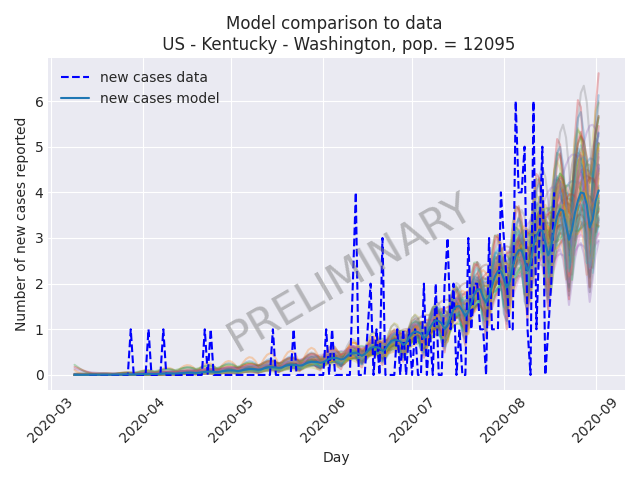 Model comparison to data
US - Kentucky - Washington, pop. = 12095
new cases data
new cases model
Number of new cases reported
6
5
4
3
2
1
0
PRELIMINARY
2020-03
2020-04
2020-05
2020-06
2020-07
2020-08
2020-09
Day